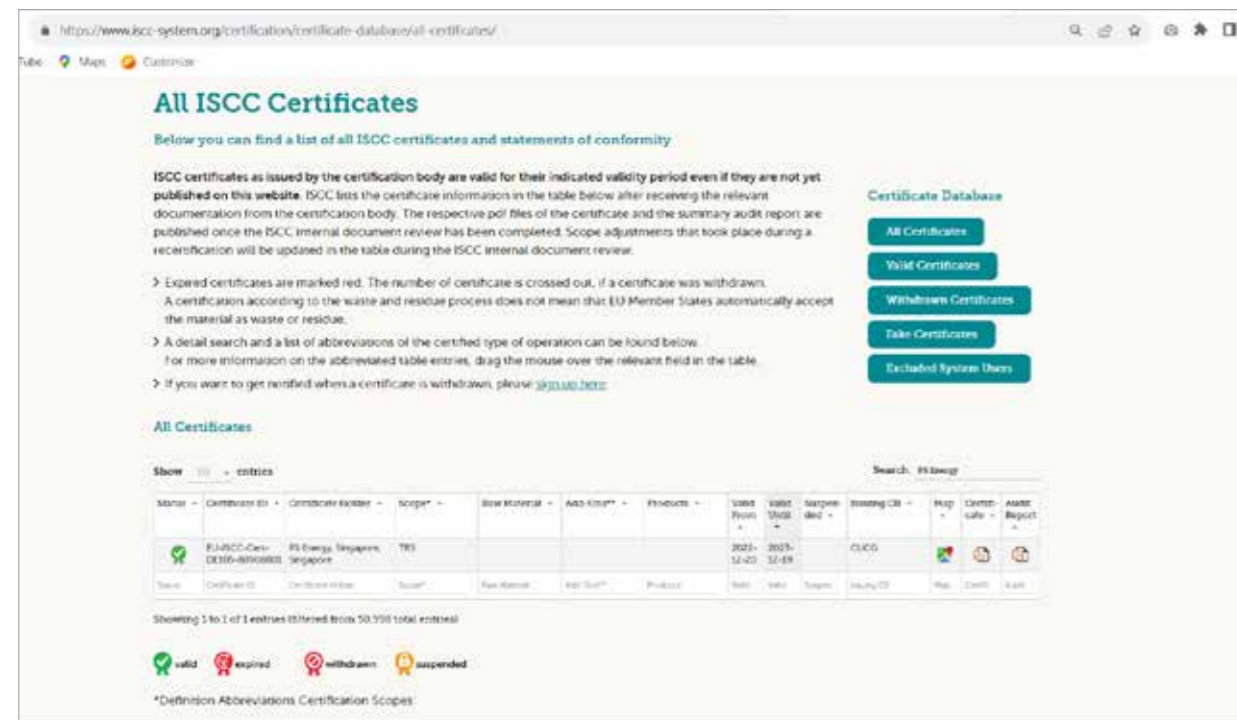 https://www.iscc-system.org/certification/certificate-database/all-certificates/
Tube Maps Customize
All ISCC Certificates
Below you can find a list of all ISCC certificates and statements of conformity
ISCC certificates as issued by the certification body are valid for their indicated validity period even if they are not yet
published on this website. ISCC lists the certificate information in the table below after receiving the relevant
documentation from the certification body. The respective pdf files of the certificate and the summary audit report are
published once the ISCC internal document review has been completed. Scope adjustments that took place during a
recertification will be updated in the table during the ISCC internal document review.
Certificate Database
All Certificates
Valid Certificates
Withdrawn Certificates
Fake Certificates
Excluded System Users
> Expired certificates are marked red. The number of certificate is crossed out, if a certificate was withdrawn.
A certification according to the waste and residue process does not mean that EU Member States automatically accept
the material as waste or residue.
> A detail search and a list of abbreviations of the certified type of operation can be found below.
For more information on the abbreviated table entries, drag the mouse over the relevant field in the table.
> If you want to get notified when a certificate is withdrawn, please sign up here
All Certificates
Show entries
Search:
Status Certificate ID Certificate Holder Scope* Raw Material Add-Ons** Products Valid From Valid Until Suspended Issuing CB Map Certificate Audit Report
Energy, Singapore, Singapore TRS 2022-12-20 2023-12-19
Status Certificate ID Certificate Holder Scope* Raw Material Products Issuing CB Map
Showing 1 to 1 of 1 entries (filtered from total entries)
valid expired withdrawn suspended
*Definition Abbreviations Certification Scopes